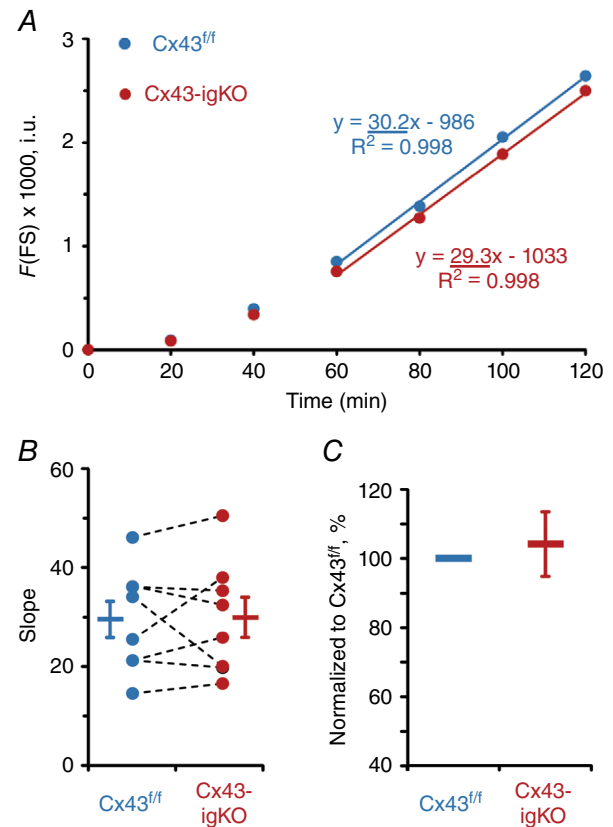 A
3
Cx43f/f
Cx43-igKO
2
y = 30.2x - 986
R2 = 0.998
F(FS) x 1000, i.u.
1
y = 29.3x - 1033
R2 = 0.998
0
0 20 40 60 80 100 120
Time (min)
B
60
40
Slope
20
0
Cx43f/f
Cx43-
igKO
C
120
100
80
60
40
Normalized to Cx43f/f, %
Cx43f/f
Cx43-
igKO